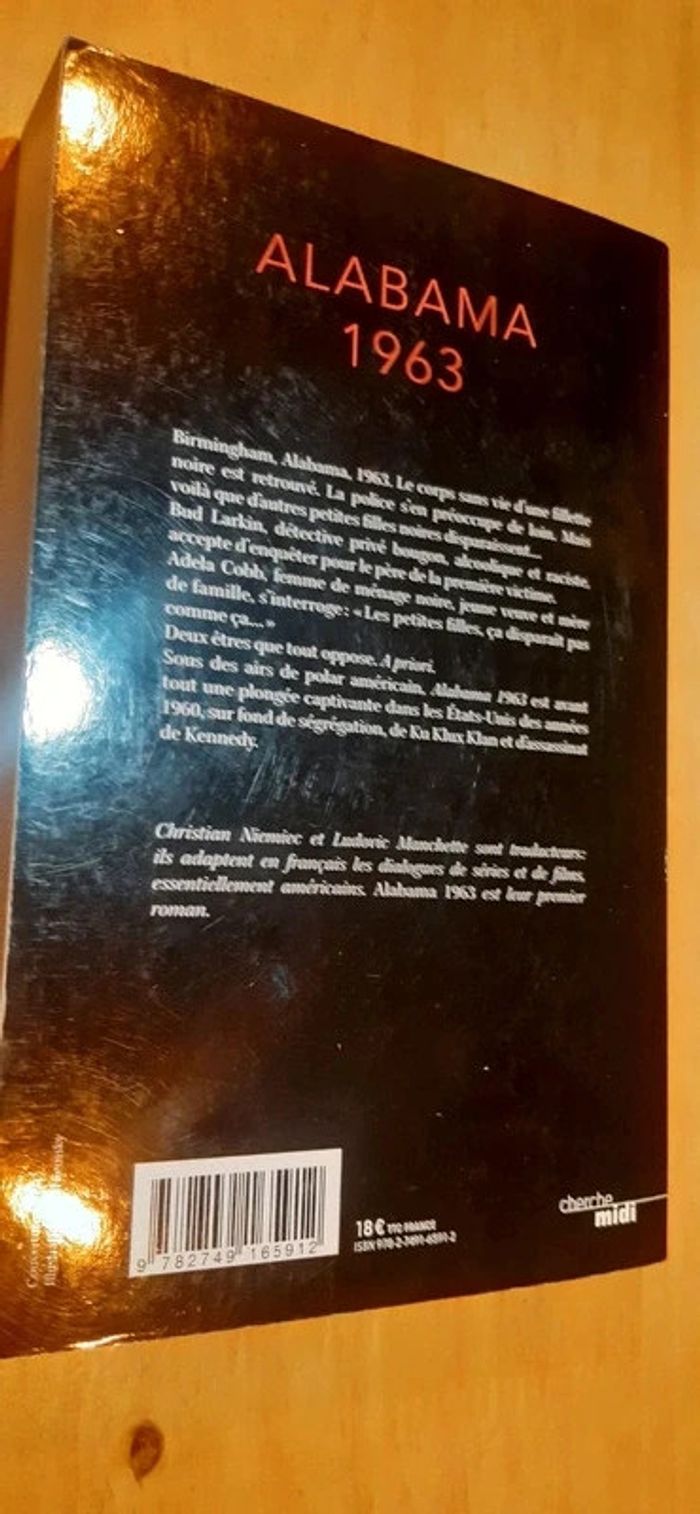 ALABAMA
1963
Birmingham, Alabama, 1963. Le corps sans vie d'une fillette
noire est retrouvé. La police s'en préoccupe de loin. Mais
voilà que d'autres petites filles noires disparaissent...
Bud Larkin, détective privé bougon, alcoolique et raciste,
accepte d'enquêter pour le père de la première victime.
Adela Cobb, femme de ménage noire, jeune veuve et mère
de famille, s'interroge : « Les petites filles, ça disparaît pas
comme ça... »
Deux êtres que tout oppose. A priori.
Sous des airs de polar américain, Alabama 1963 est avant
tout une plongée captivante dans les États-Unis des années
1960, sur fond de ségrégation, de Ku Klux Klan et d'assassinat
de Kennedy.
Christian Niemiec et Ludovic Manchette sont traducteurs :
ils adaptent en français les dialogues de séries et de films,
essentiellement américains. Alabama 1963 est leur premier
roman.
9 782749 165912
18 € TTC FRANCE
ISBN 978-2-7491-6591-2
cherche
midi